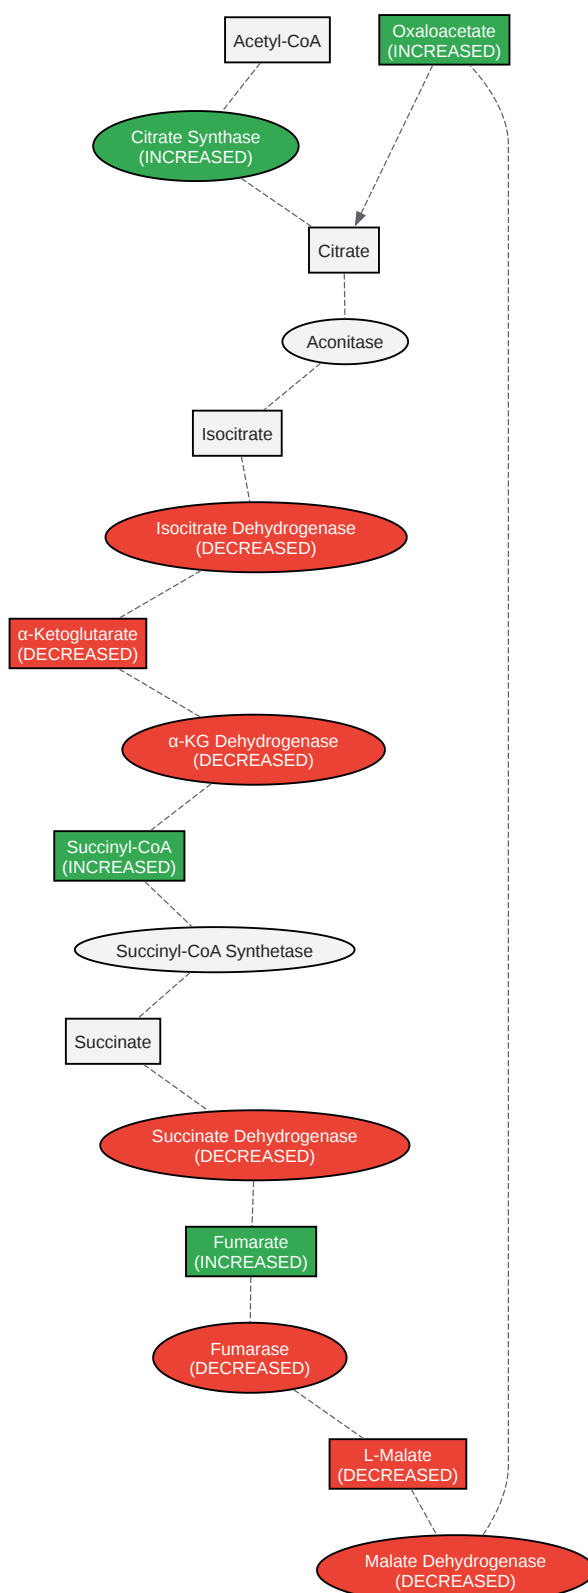 Acetyl-CoA
Oxaloacetate
(INCREASED)
Citrate Synthase
(INCREASED)
Citrate
Aconitase
Isocitrate
Isocitrate Dehydrogenase
(DECREASED)
α-Ketoglutarate
(DECREASED)
α-KG Dehydrogenase
(DECREASED)
Succinyl-CoA
(INCREASED)
Succinyl-CoA Synthetase
Succinate
Succinate Dehydrogenase
(DECREASED)
Fumarate
(INCREASED)
Fumarase
(DECREASED)
L-Malate
(DECREASED)
Malate Dehydrogenase
(DECREASED)